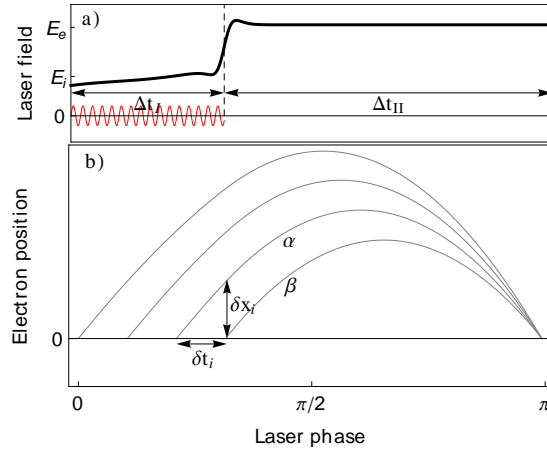 a)
Laser field
E_e
E_i
0
Δt_I
Δt_II
b)
Electron position
α
β
δx_i
δt_i
0
0
π/2
π
Laser phase